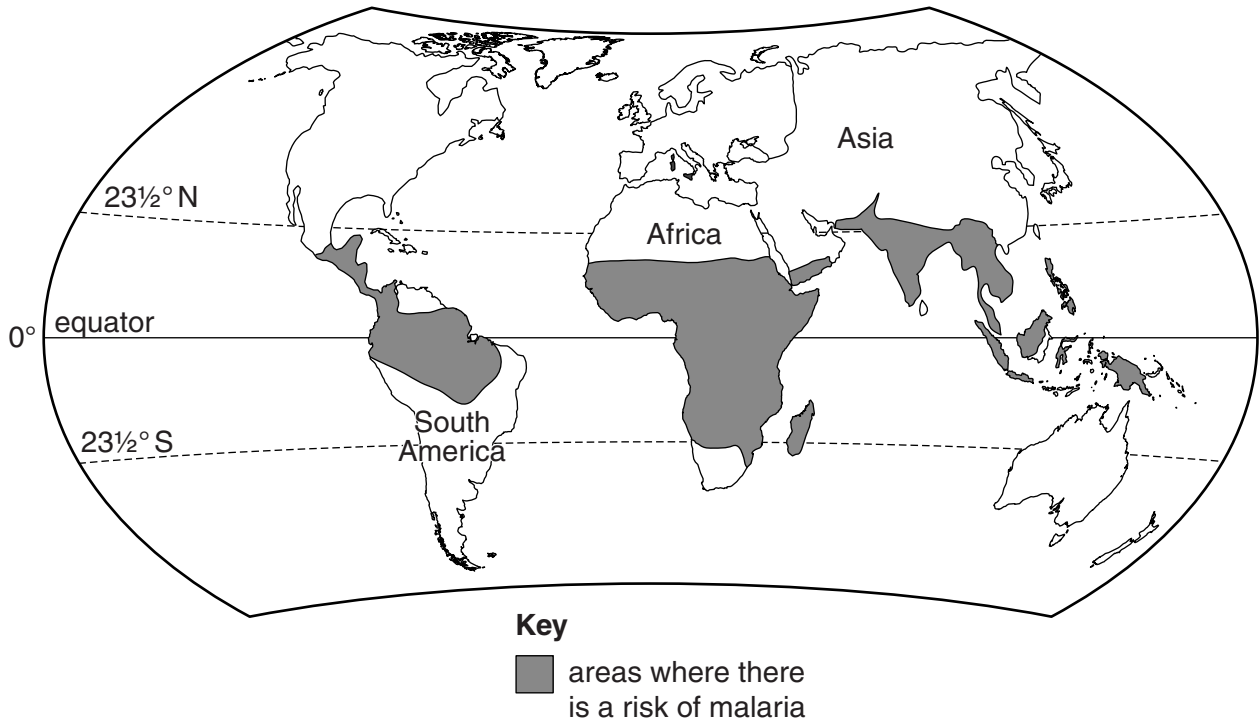 Asia
23½° N
Africa
0° equator
South
America
23½° S
Key
areas where there
is a risk of malaria